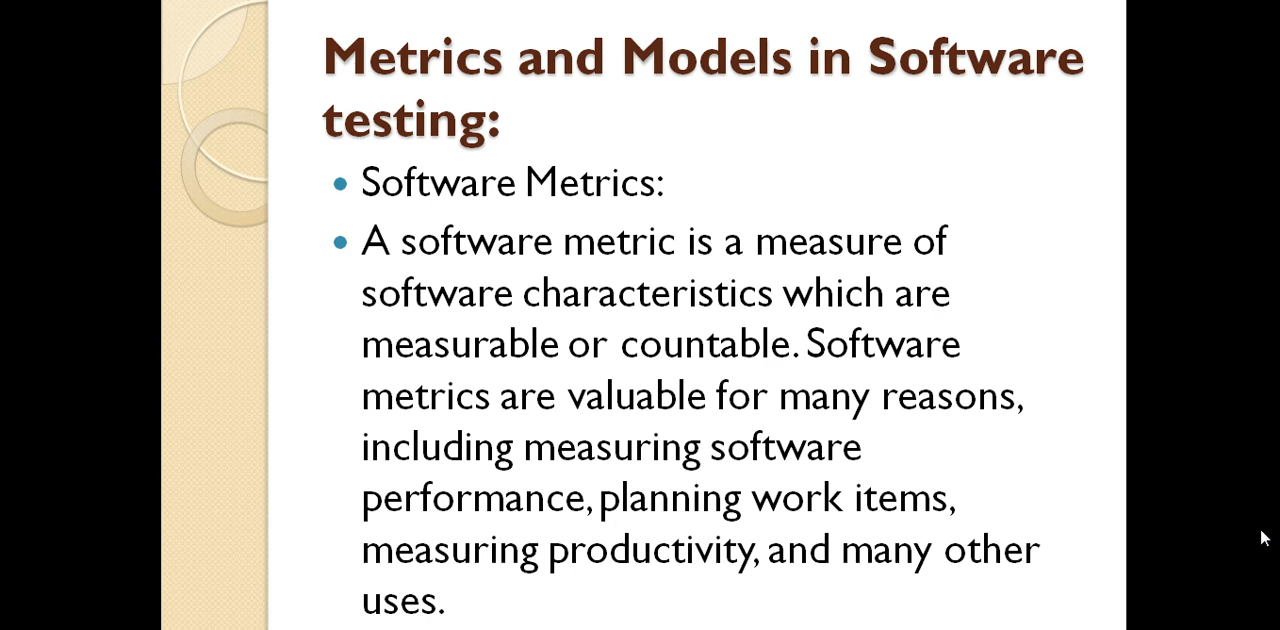 Metrics and Models in Software
testing:
• Software Metrics:
• A software metric is a measure of
software characteristics which are
measurable or countable. Software
metrics are valuable for many reasons,
including measuring software
performance, planning work items,
measuring productivity, and many other
uses.